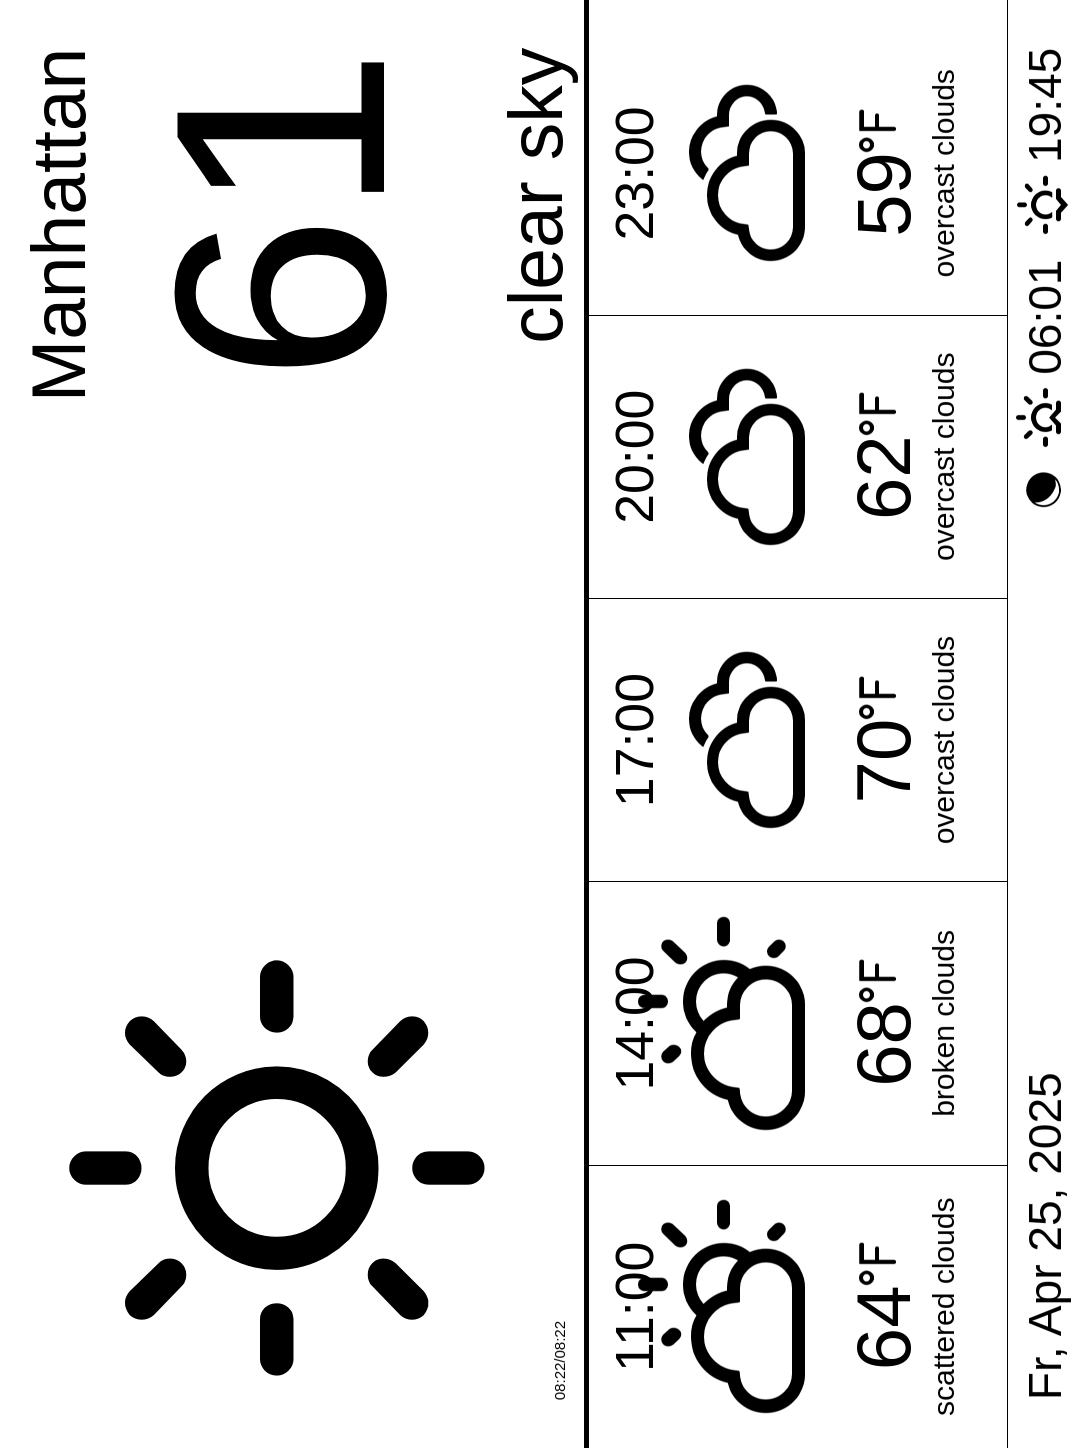 Manhattan
61
clear sky
08:22/08:22
11:00
64°F
scattered clouds
14:00
68°F
broken clouds
17:00
70°F
overcast clouds
20:00
62°F
overcast clouds
23:00
59°F
overcast clouds
Fr, Apr 25, 2025
06:01 19:45